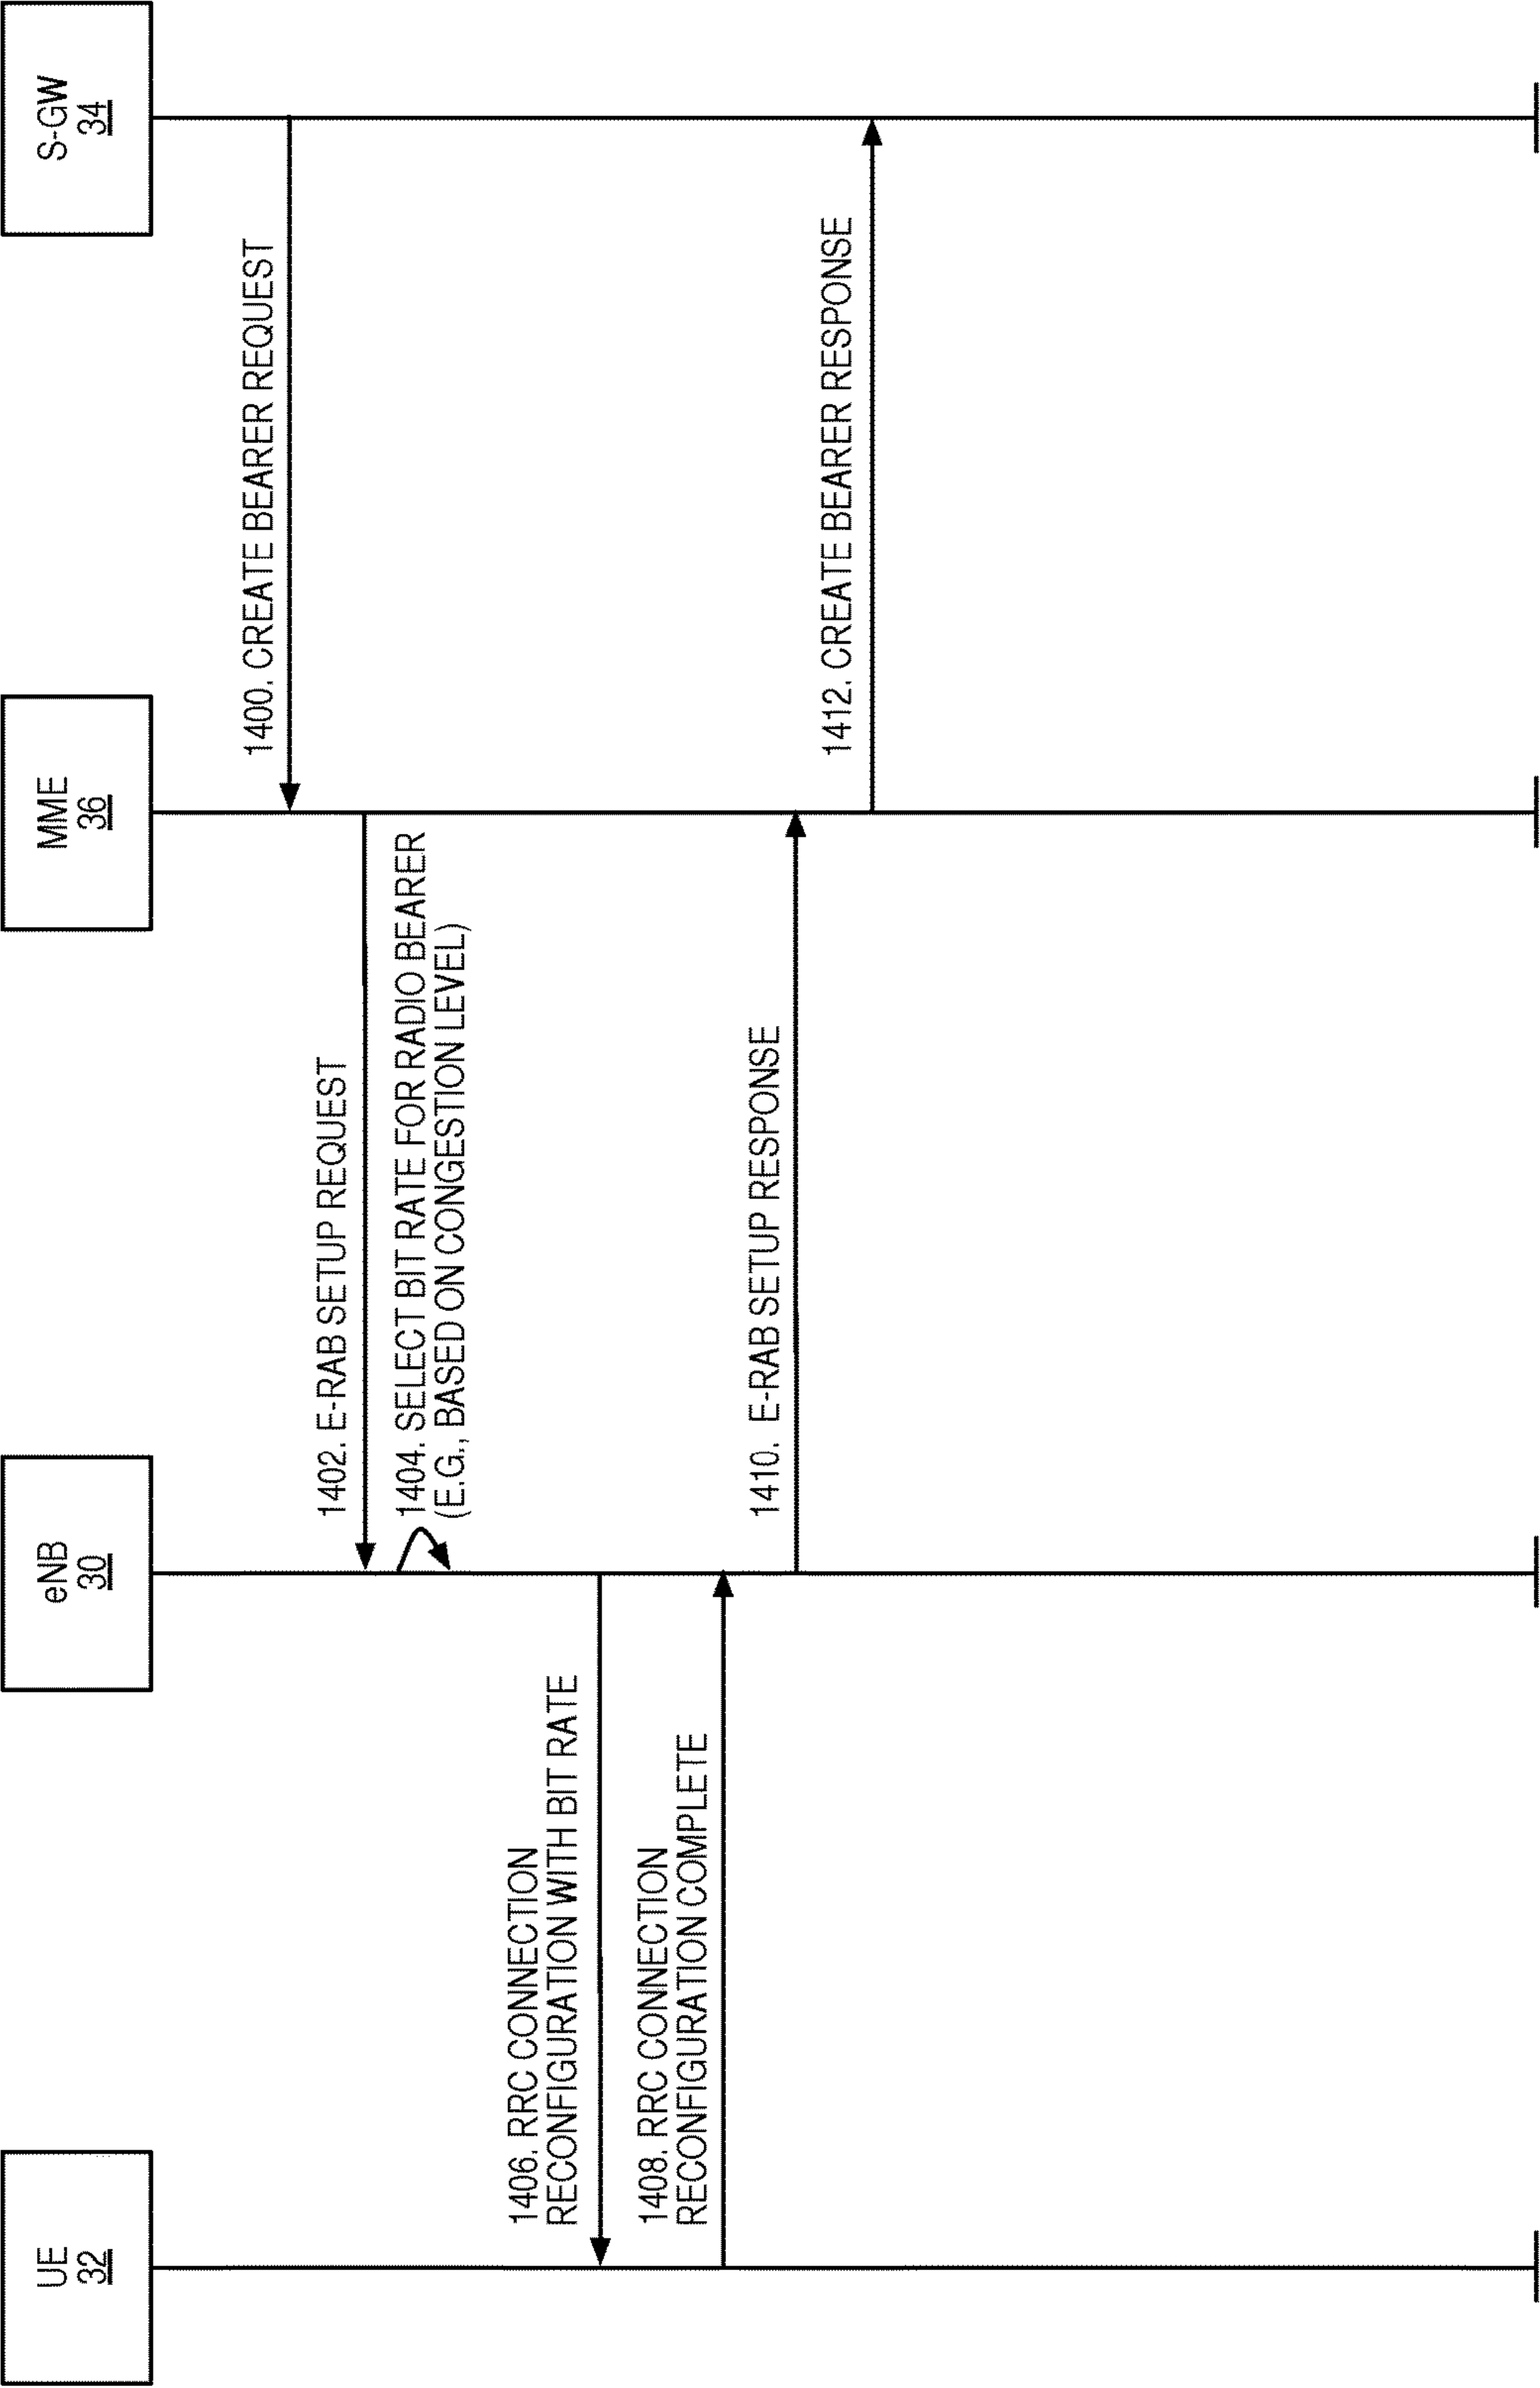 UE
32
eNB
30
MME
36
S-GW
34
1400. CREATE BEARER REQUEST
1402. E-RAB SETUP REQUEST
1404. SELECT BIT RATE FOR RADIO BEARER
(E.G., BASED ON CONGESTION LEVEL)
1406. RRC CONNECTION
RECONFIGURATION WITH BIT RATE
1408. RRC CONNECTION
RECONFIGURATION COMPLETE
1410. E-RAB SETUP RESPONSE
1412. CREATE BEARER RESPONSE